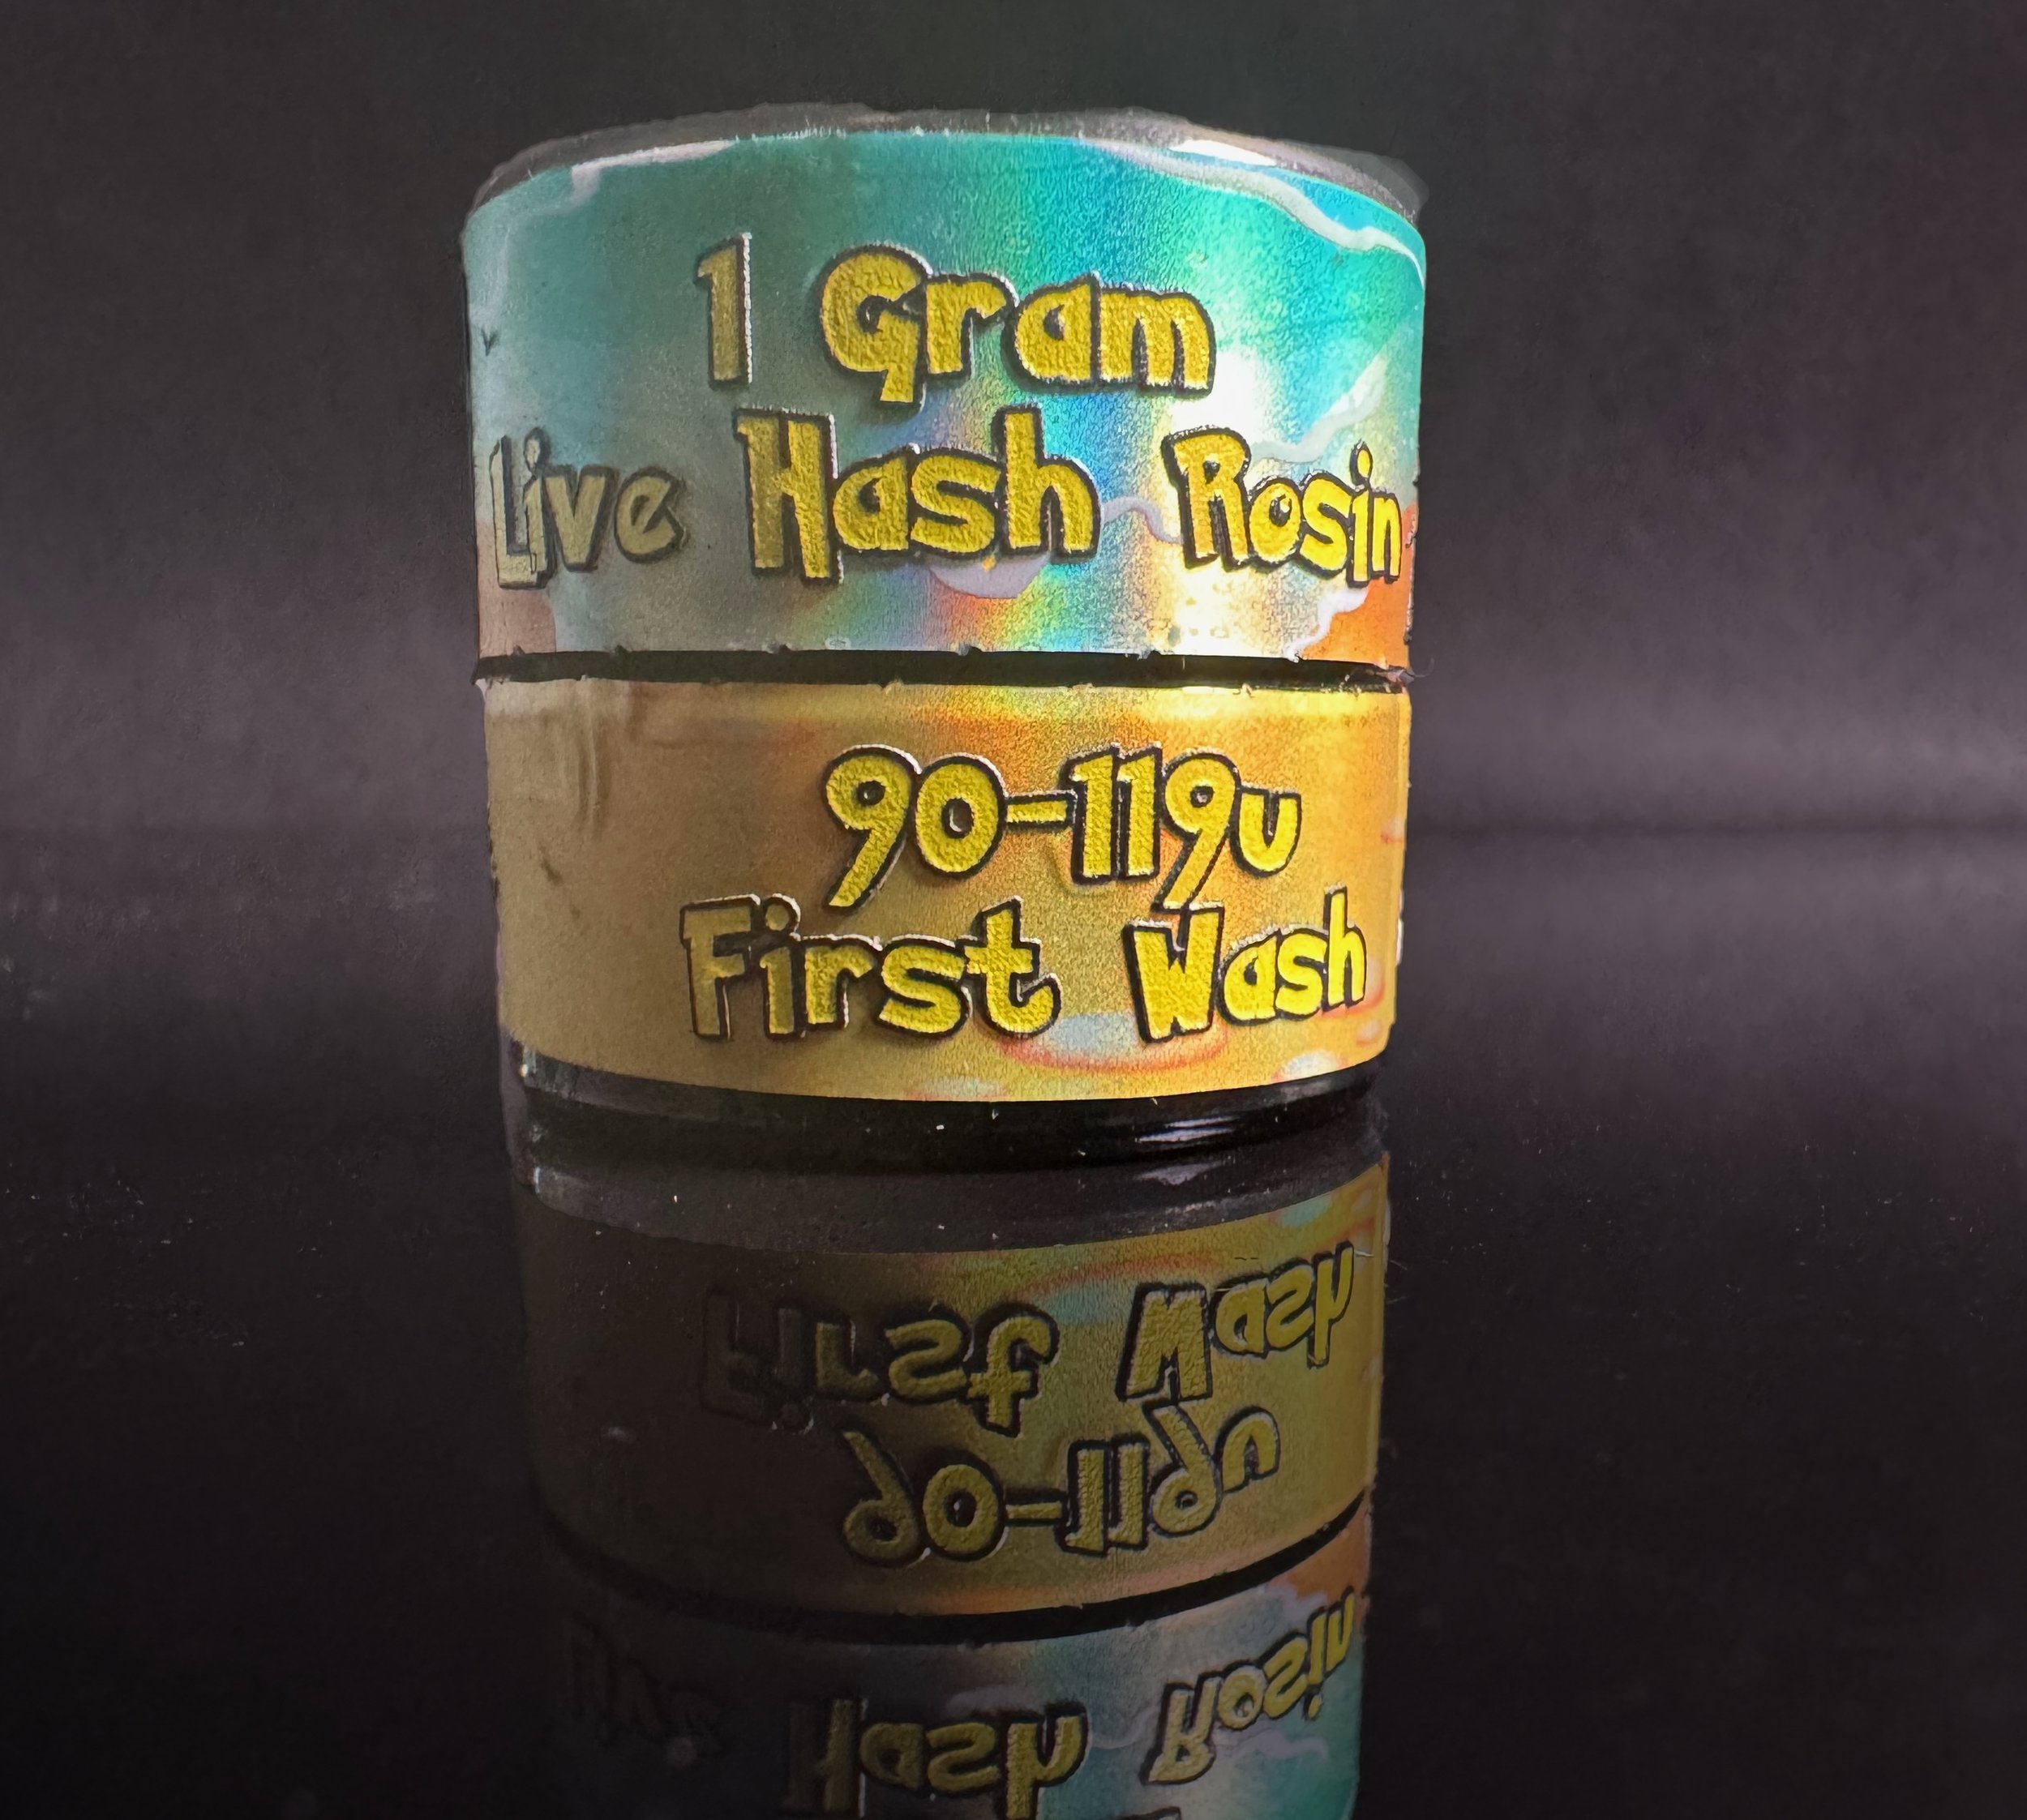 1 Gram
Live Hash Rosin
90-119u
First Wash